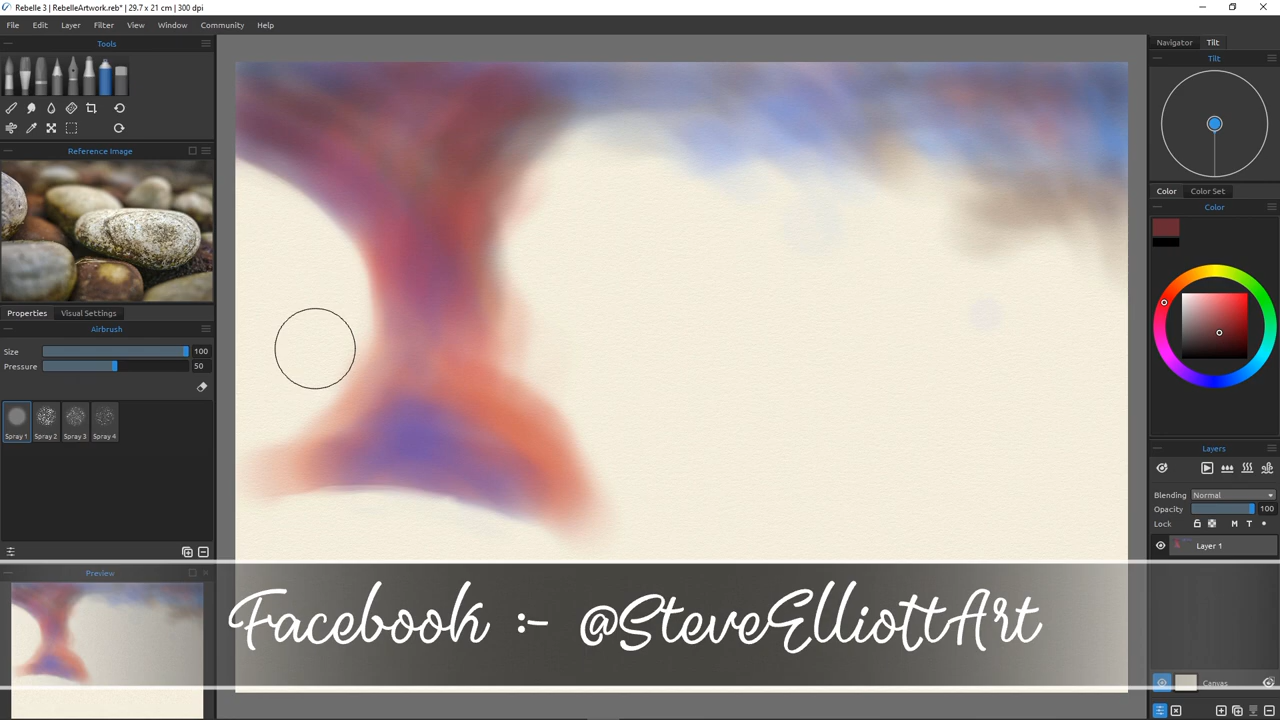 Rebelle 3 | RebelleArtwork.reb* | 29.7 x 21 cm | 300 dpi
File Edit Layer Filter View Window Community Help
Tools
Reference Image
Properties Visual Settings
Airbrush
Size 100
Pressure 50
Spray 1 Spray 2 Spray 3 Spray 4
Preview
Navigator Tilt
Tilt
Color Color Set
Color
Layers
Blending Normal
Opacity 100
Lock M T
Layer 1
Canvas
Facebook :- @SteveElliottArt